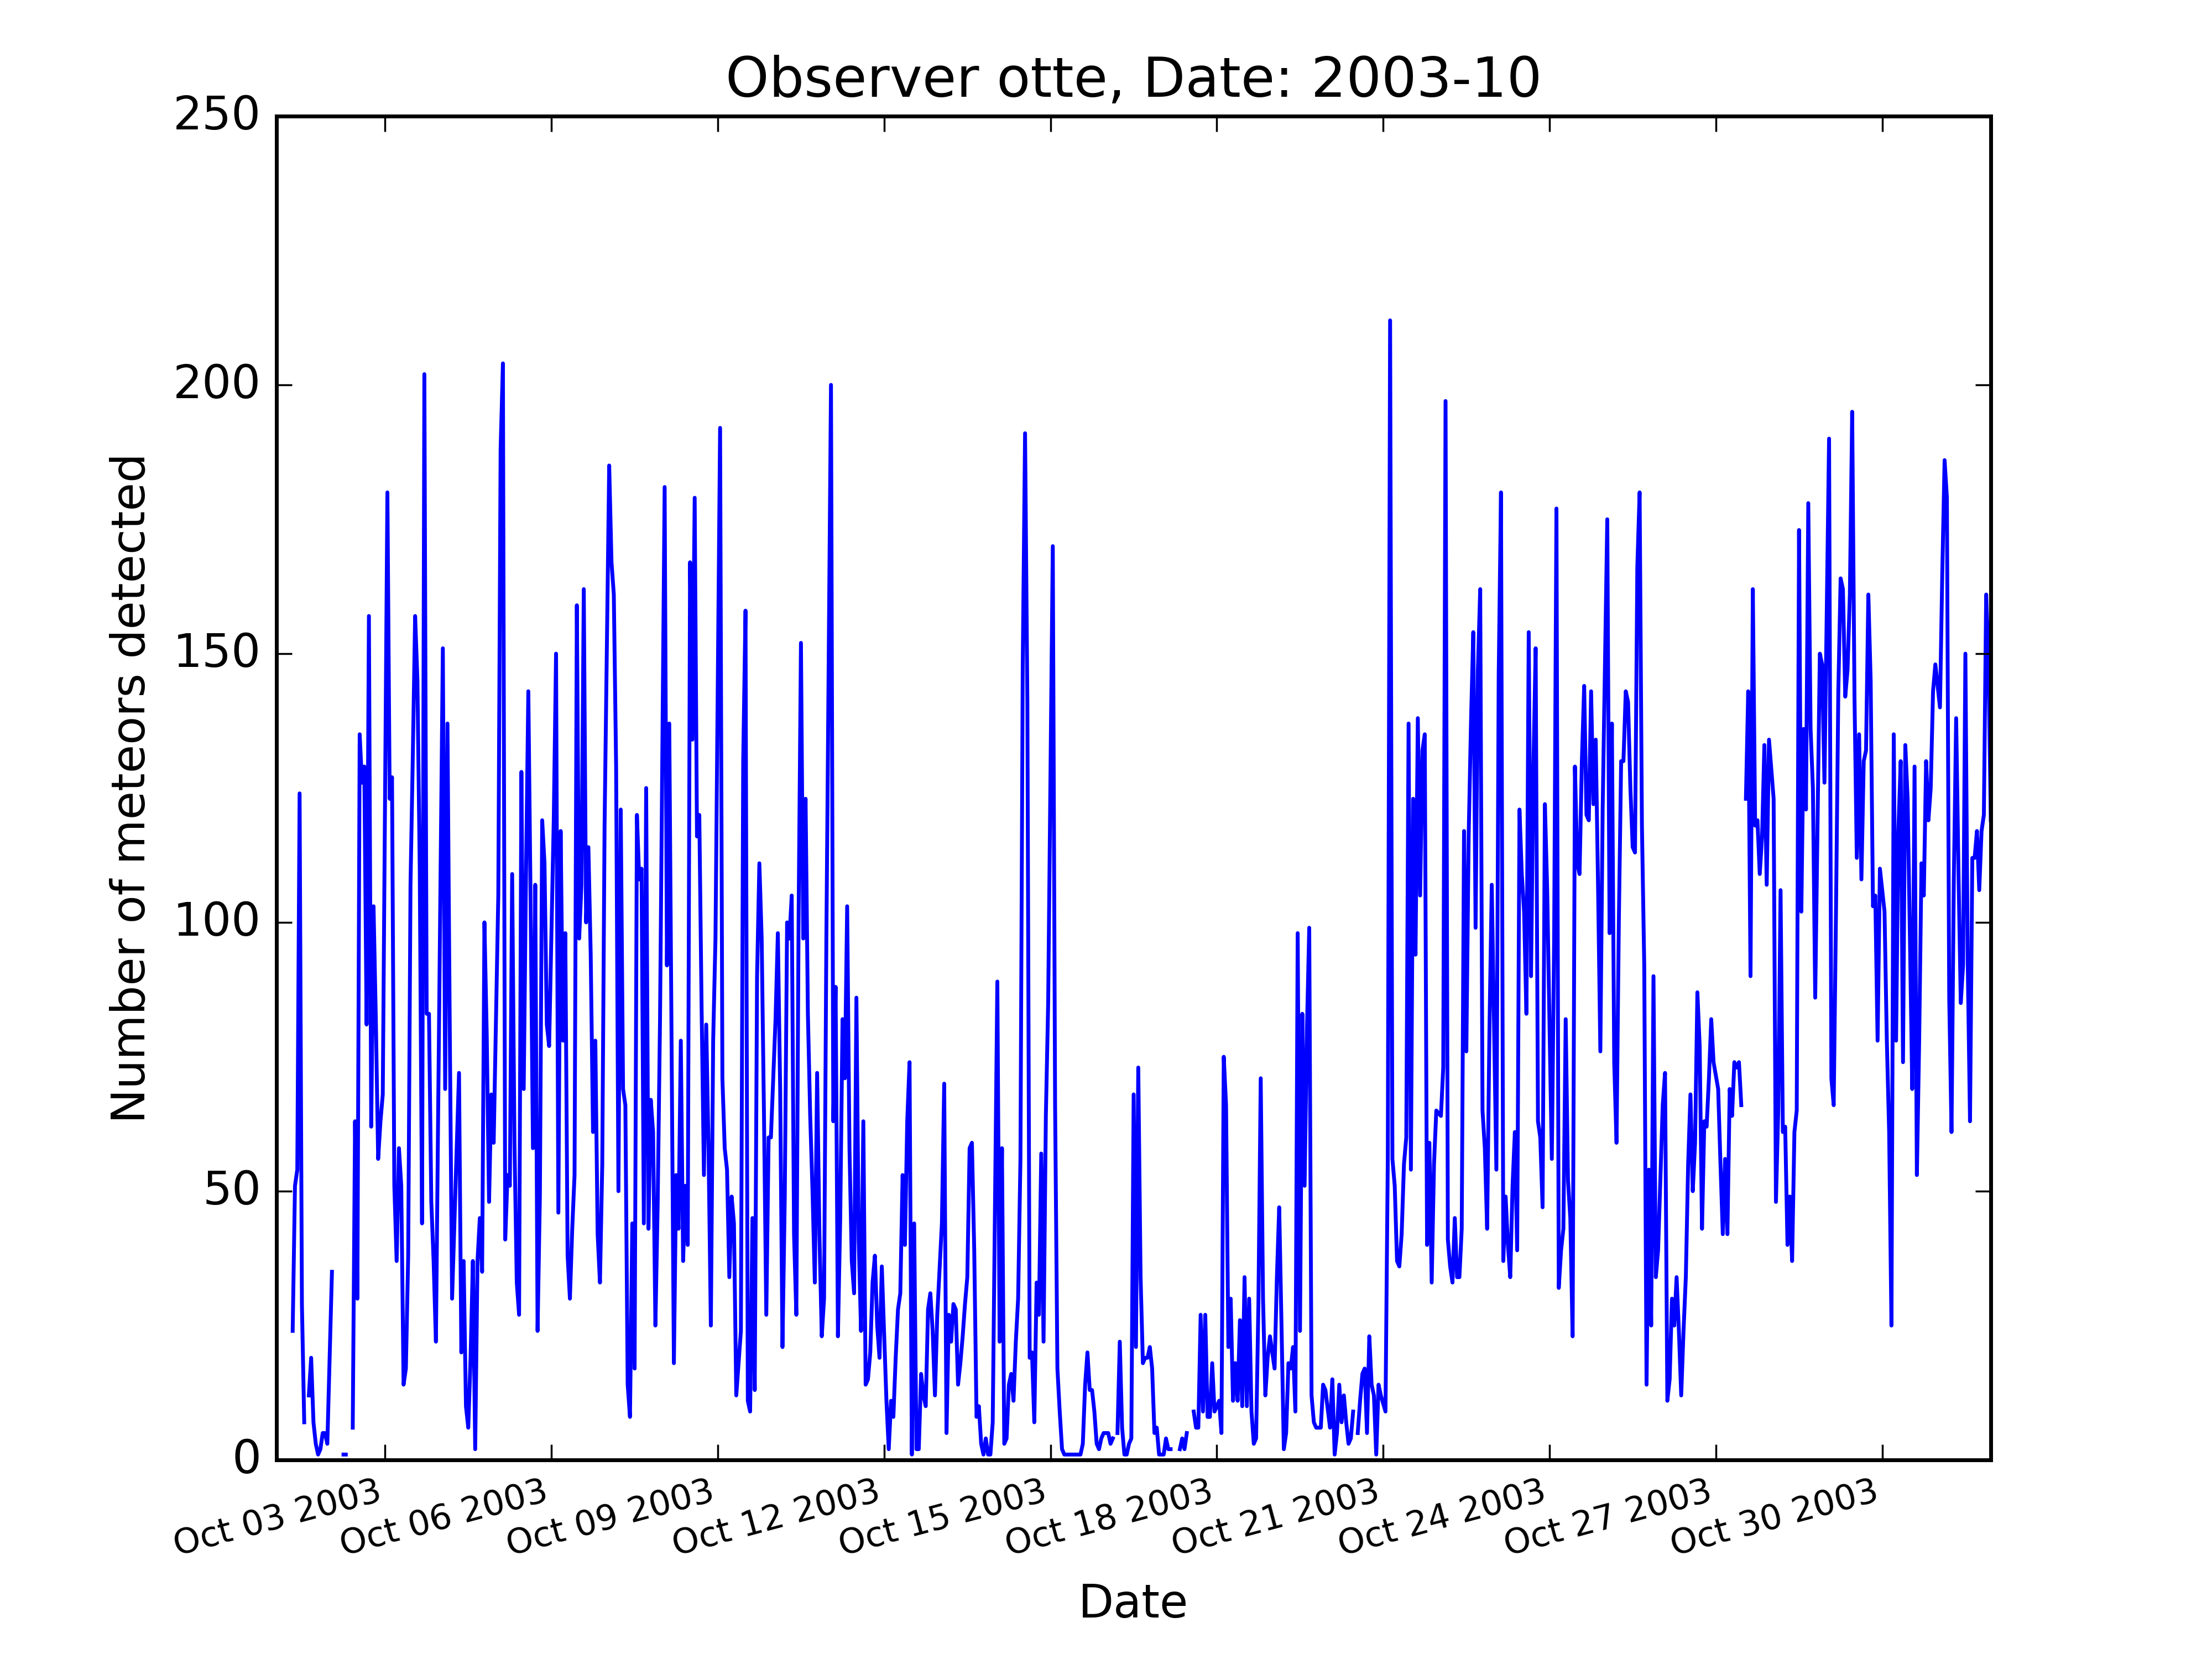 Observer otte, Date: 2003-10
250
200
150
100
50
0
Number of meteors detected
Oct 03 2003
Oct 06 2003
Oct 09 2003
Oct 12 2003
Oct 15 2003
Oct 18 2003
Oct 21 2003
Oct 24 2003
Oct 27 2003
Oct 30 2003
Date